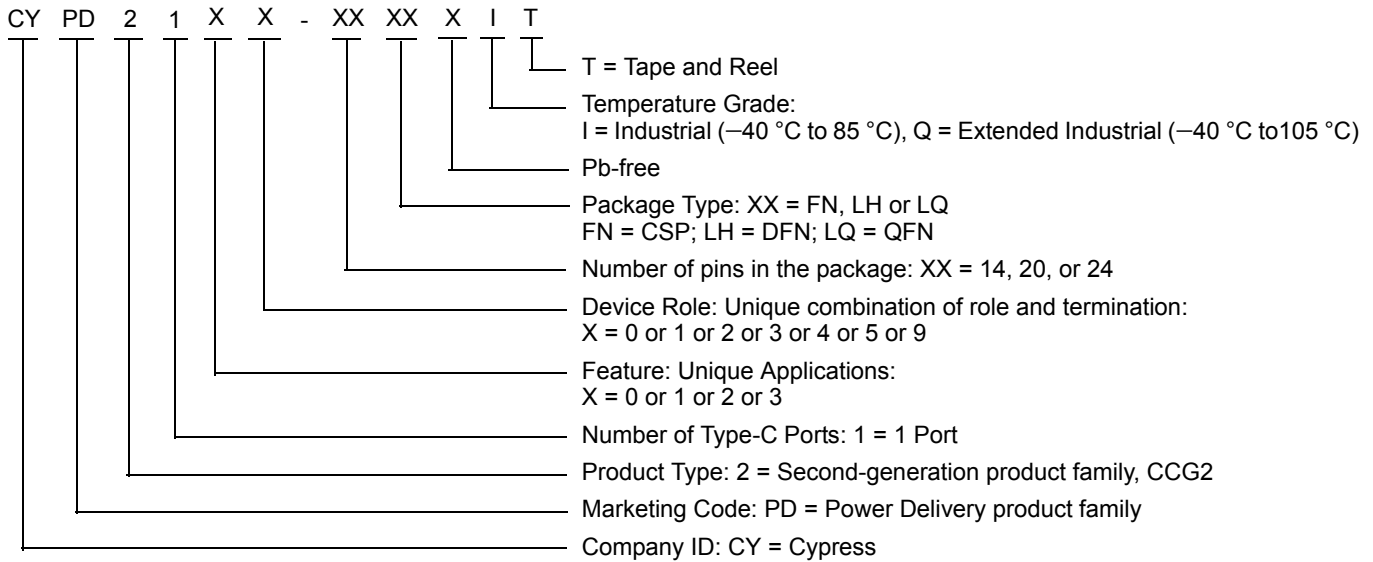 CY PD 2 1 X X - XX XX X I T
T = Tape and Reel
Temperature Grade:
I = Industrial (–40 °C to 85 °C), Q = Extended Industrial (–40 °C to105 °C)
Pb-free
Package Type: XX = FN, LH or LQ
FN = CSP; LH = DFN; LQ = QFN
Number of pins in the package: XX = 14, 20, or 24
Device Role: Unique combination of role and termination:
X = 0 or 1 or 2 or 3 or 4 or 5 or 9
Feature: Unique Applications:
X = 0 or 1 or 2 or 3
Number of Type-C Ports: 1 = 1 Port
Product Type: 2 = Second-generation product family, CCG2
Marketing Code: PD = Power Delivery product family
Company ID: CY = Cypress